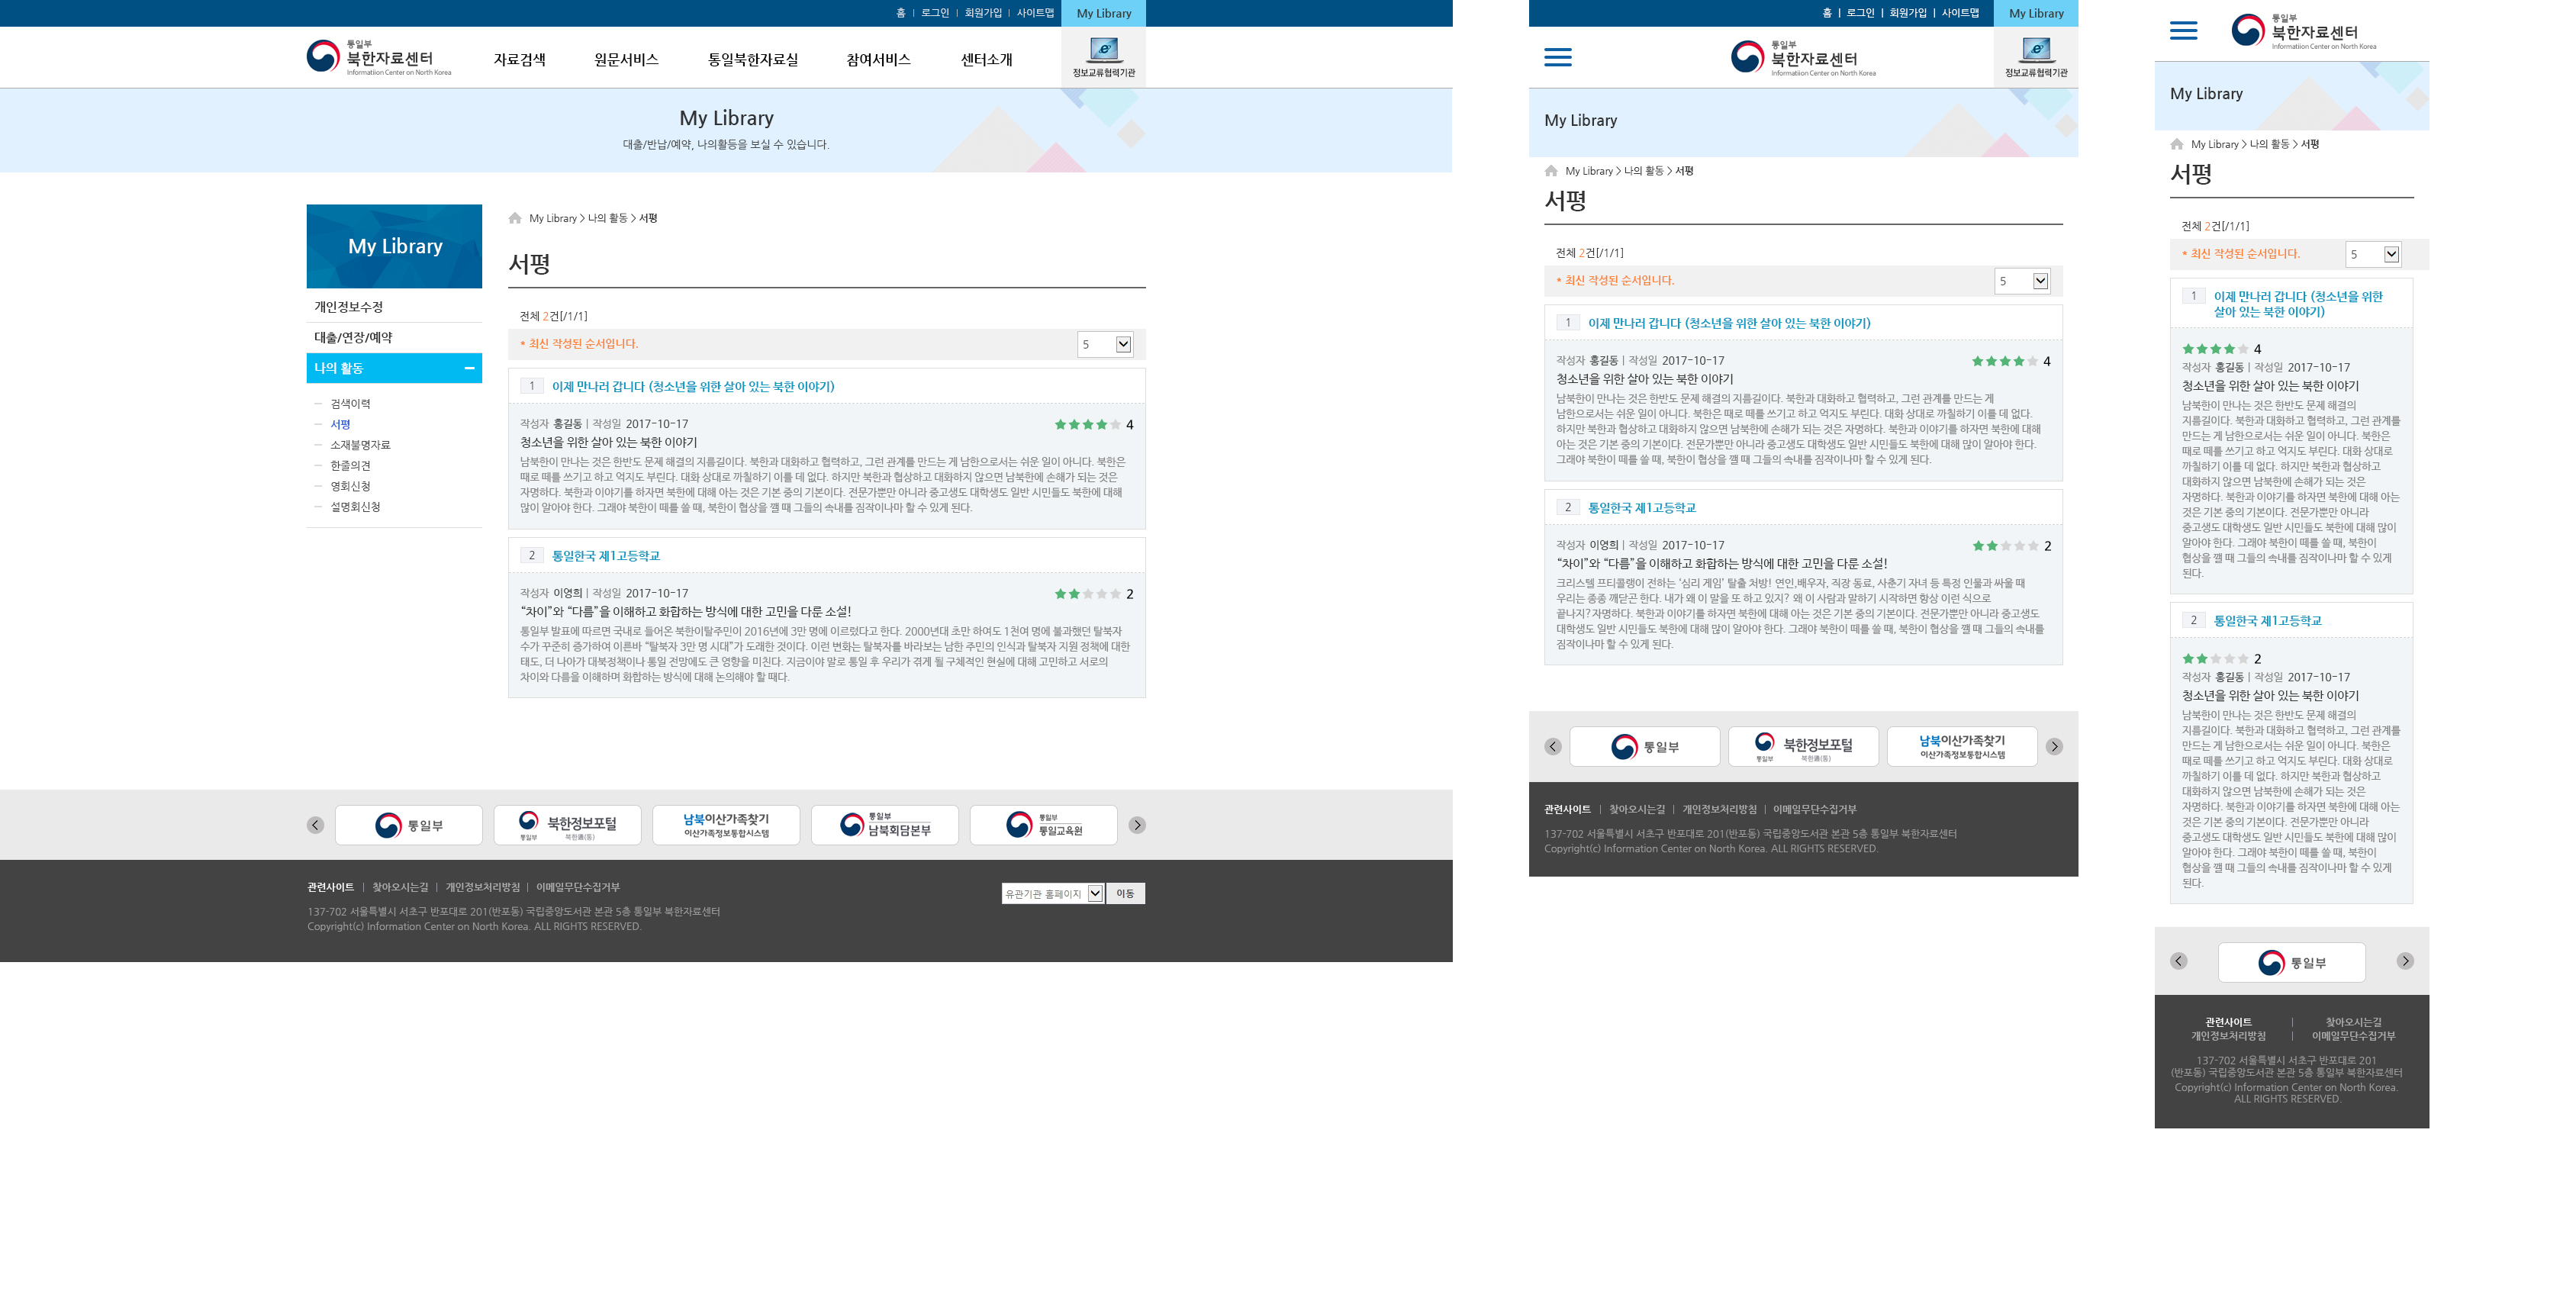 홈 | 로그인 | 회원가입 | 사이트맵 My Library
통일부
북한자료센터
Information Center on North Korea
자료검색 원문서비스 통일북한자료실 참여서비스 센터소개
정보교류협력기관
My Library
대출/반납/예약, 나의활동을 보실 수 있습니다.
My Library
개인정보수정
대출/연장/예약
나의 활동
검색이력
서평
소재불명자료
한줄의견
영회신청
설명회신청
My Library > 나의 활동 > 서평
서평
전체 2건[/1/1]
* 최신 작성된 순서입니다. 5
1 이제 만나러 갑니다 (청소년을 위한 살아 있는 북한 이야기)
작성자 홍길동 | 작성일 2017-10-17 4
청소년을 위한 살아 있는 북한 이야기
남북한이 만나는 것은 한반도 문제 해결의 지름길이다. 북한과 대화하고 협력하고, 그런 관계를 만드는 게 남한으로서는 쉬운 일이 아니다. 북한은
때로 떼를 쓰기고 하고 억지도 부린다. 대화 상대로 까칠하기 이를 데 없다. 하지만 북한과 협상하고 대화하지 않으면 남북한에 손해가 되는 것은
자명하다. 북한과 이야기를 하자면 북한에 대해 아는 것은 기본 중의 기본이다. 전문가뿐만 아니라 중고생도 대학생도 일반 시민들도 북한에 대해
많이 알아야 한다. 그래야 북한이 떼를 쓸 때, 북한이 협상을 깰 때 그들의 속내를 짐작이나마 할 수 있게 된다.
2 통일한국 제1고등학교
작성자 이영희 | 작성일 2017-10-17 2
“차이”와 “다름”을 이해하고 화합하는 방식에 대한 고민을 다룬 소설!
통일부 발표에 따르면 국내로 들어온 북한이탈주민이 2016년에 3만 명에 이르렀다고 한다. 2000년대 초만 하여도 1천여 명에 불과했던 탈북자
수가 꾸준히 증가하여 이른바 “탈북자 3만 명 시대”가 도래한 것이다. 이런 변화는 탈북자를 바라보는 남한 주민의 인식과 탈북자 지원 정책에 대한
태도, 더 나아가 대북정책이나 통일 전망에도 큰 영향을 미친다. 지금이야 말로 통일 후 우리가 겪게 될 구체적인 현실에 대해 고민하고 서로의
차이와 다름을 이해하며 화합하는 방식에 대해 논의해야 할 때다.
통일부
북한정보포털
통일부
남북이산가족찾기
이산가족정보통합시스템
통일부
남북회담본부
통일부
통일교육원
관련사이트 | 찾아오시는길 | 개인정보처리방침 | 이메일무단수집거부
유관기관 홈페이지 이동
137-702 서울특별시 서초구 반포대로 201(반포동) 국립중앙도서관 본관 5층 통일부 북한자료센터
Copyright(c) Information Center on North Korea. ALL RIGHTS RESERVED.
홈 | 로그인 | 회원가입 | 사이트맵 My Library
통일부
북한자료센터
Information Center on North Korea
정보교류협력기관
My Library
My Library > 나의 활동 > 서평
서평
전체 2건[/1/1]
* 최신 작성된 순서입니다. 5
1 이제 만나러 갑니다 (청소년을 위한 살아 있는 북한 이야기)
작성자 홍길동 | 작성일 2017-10-17 4
청소년을 위한 살아 있는 북한 이야기
남북한이 만나는 것은 한반도 문제 해결의 지름길이다. 북한과 대화하고 협력하고, 그런 관계를 만드는 게
남한으로서는 쉬운 일이 아니다. 북한은 때로 떼를 쓰기고 하고 억지도 부린다. 대화 상대로 까칠하기 이를 데 없다.
하지만 북한과 협상하고 대화하지 않으면 남북한에 손해가 되는 것은 자명하다. 북한과 이야기를 하자면 북한에 대해
아는 것은 기본 중의 기본이다. 전문가뿐만 아니라 중고생도 대학생도 일반 시민들도 북한에 대해 많이 알아야 한다.
그래야 북한이 떼를 쓸 때, 북한이 협상을 깰 때 그들의 속내를 짐작이나마 할 수 있게 된다.
2 통일한국 제1고등학교
작성자 이영희 | 작성일 2017-10-17 2
“차이”와 “다름”을 이해하고 화합하는 방식에 대한 고민을 다룬 소설!
크리스텔 프티콜랭이 전하는 ‘심리 게임’ 탈출 처방! 연인,배우자, 직장 동료, 사춘기 자녀 등 특정 인물과 싸울 때
우리는 종종 깨닫곤 한다. 내가 왜 이 말을 또 하고 있지? 왜 이 사람과 말하기 시작하면 항상 이런 식으로
끝나지?자명하다. 북한과 이야기를 하자면 북한에 대해 아는 것은 기본 중의 기본이다. 전문가뿐만 아니라 중고생도
대학생도 일반 시민들도 북한에 대해 많이 알아야 한다. 그래야 북한이 떼를 쓸 때, 북한이 협상을 깰 때 그들의 속내를
짐작이나마 할 수 있게 된다.
통일부
북한정보포털
통일부
남북이산가족찾기
이산가족정보통합시스템
관련사이트 | 찾아오시는길 | 개인정보처리방침 | 이메일무단수집거부
137-702 서울특별시 서초구 반포대로 201(반포동) 국립중앙도서관 본관 5층 통일부 북한자료센터
Copyright(c) Information Center on North Korea. ALL RIGHTS RESERVED.
통일부
북한자료센터
Information Center on North Korea
My Library
My Library > 나의 활동 > 서평
서평
전체 2건[/1/1]
* 최신 작성된 순서입니다. 5
1 이제 만나러 갑니다 (청소년을 위한
살아 있는 북한 이야기)
4
작성자 홍길동 | 작성일 2017-10-17
청소년을 위한 살아 있는 북한 이야기
남북한이 만나는 것은 한반도 문제 해결의
지름길이다. 북한과 대화하고 협력하고, 그런 관계를
만드는 게 남한으로서는 쉬운 일이 아니다. 북한은
때로 떼를 쓰기고 하고 억지도 부린다. 대화 상대로
까칠하기 이를 데 없다. 하지만 북한과 협상하고
대화하지 않으면 남북한에 손해가 되는 것은
자명하다. 북한과 이야기를 하자면 북한에 대해 아는
것은 기본 중의 기본이다. 전문가뿐만 아니라
중고생도 대학생도 일반 시민들도 북한에 대해 많이
알아야 한다. 그래야 북한이 떼를 쓸 때, 북한이
협상을 깰 때 그들의 속내를 짐작이나마 할 수 있게
된다.
2 통일한국 제1고등학교
2
작성자 홍길동 | 작성일 2017-10-17
청소년을 위한 살아 있는 북한 이야기
남북한이 만나는 것은 한반도 문제 해결의
지름길이다. 북한과 대화하고 협력하고, 그런 관계를
만드는 게 남한으로서는 쉬운 일이 아니다. 북한은
때로 떼를 쓰기고 하고 억지도 부린다. 대화 상대로
까칠하기 이를 데 없다. 하지만 북한과 협상하고
대화하지 않으면 남북한에 손해가 되는 것은
자명하다. 북한과 이야기를 하자면 북한에 대해 아는
것은 기본 중의 기본이다. 전문가뿐만 아니라
중고생도 대학생도 일반 시민들도 북한에 대해 많이
알아야 한다. 그래야 북한이 떼를 쓸 때, 북한이
협상을 깰 때 그들의 속내를 짐작이나마 할 수 있게
된다.
통일부
관련사이트 | 찾아오시는길
개인정보처리방침 | 이메일무단수집거부
137-702 서울특별시 서초구 반포대로 201
(반포동) 국립중앙도서관 본관 5층 통일부 북한자료센터
Copyright(c) Information Center on North Korea.
ALL RIGHTS RESERVED.